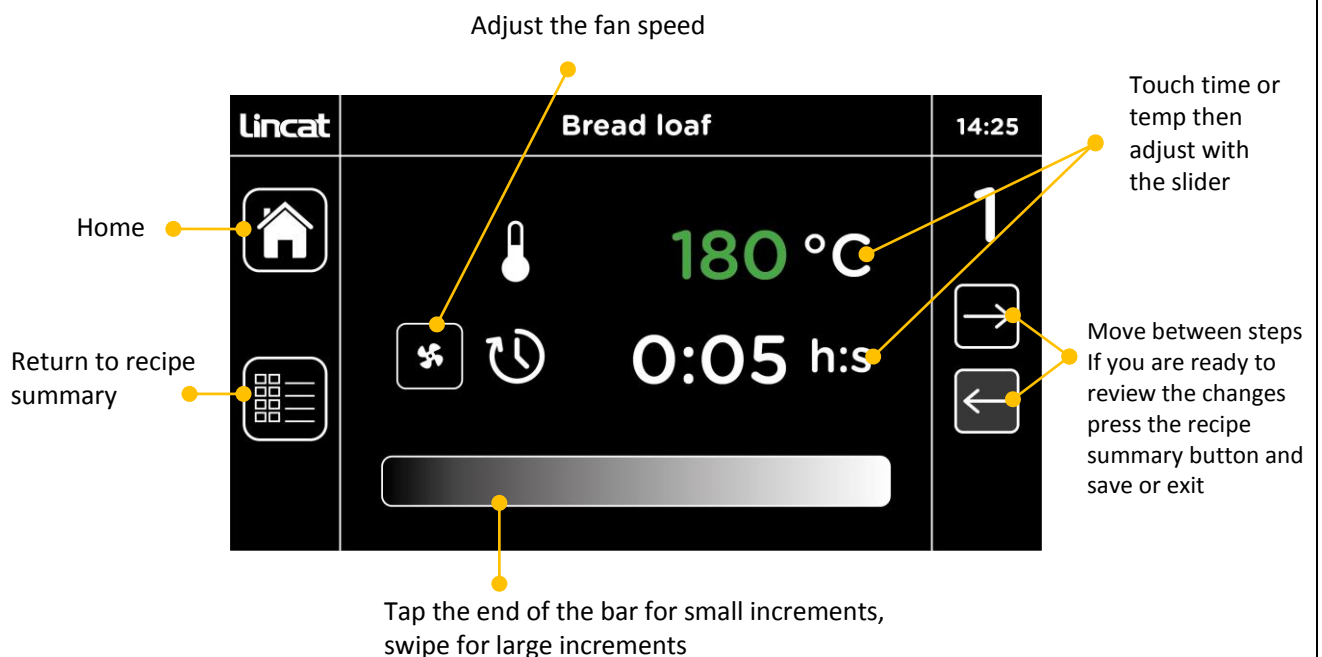 Adjust the fan speed
Touch time or
temp then
adjust with
the slider
lincat
Bread loaf
14:25
Home
180 °C
1
Return to recipe
summary
0:05 h:s
Move between steps
If you are ready to
review the changes
press the recipe
summary button and
save or exit
Tap the end of the bar for small increments,
swipe for large increments